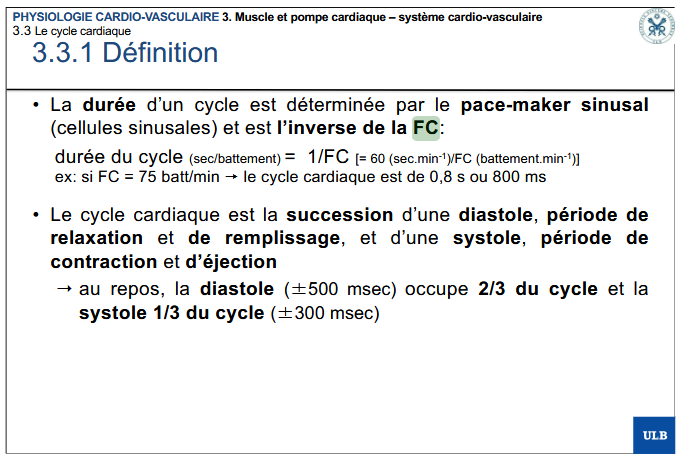 PHYSIOLOGIE CARDIO-VASCULAIRE 3. Muscle et pompe cardiaque – système cardio-vasculaire
3.3 Le cycle cardiaque
3.3.1 Définition
• La durée d'un cycle est déterminée par le pace-maker sinusal
(cellules sinusales) et est l'inverse de la FC:
durée du cycle (sec/battement) = 1/FC [= 60 (sec.min-1)/FC (battement.min-1)]
ex: si FC = 75 batt/min → le cycle cardiaque est de 0,8 s ou 800 ms
• Le cycle cardiaque est la succession d'une diastole, période de
relaxation et de remplissage, et d'une systole, période de
contraction et d'éjection
→ au repos, la diastole (±500 msec) occupe 2/3 du cycle et la
systole 1/3 du cycle (±300 msec)
ULB